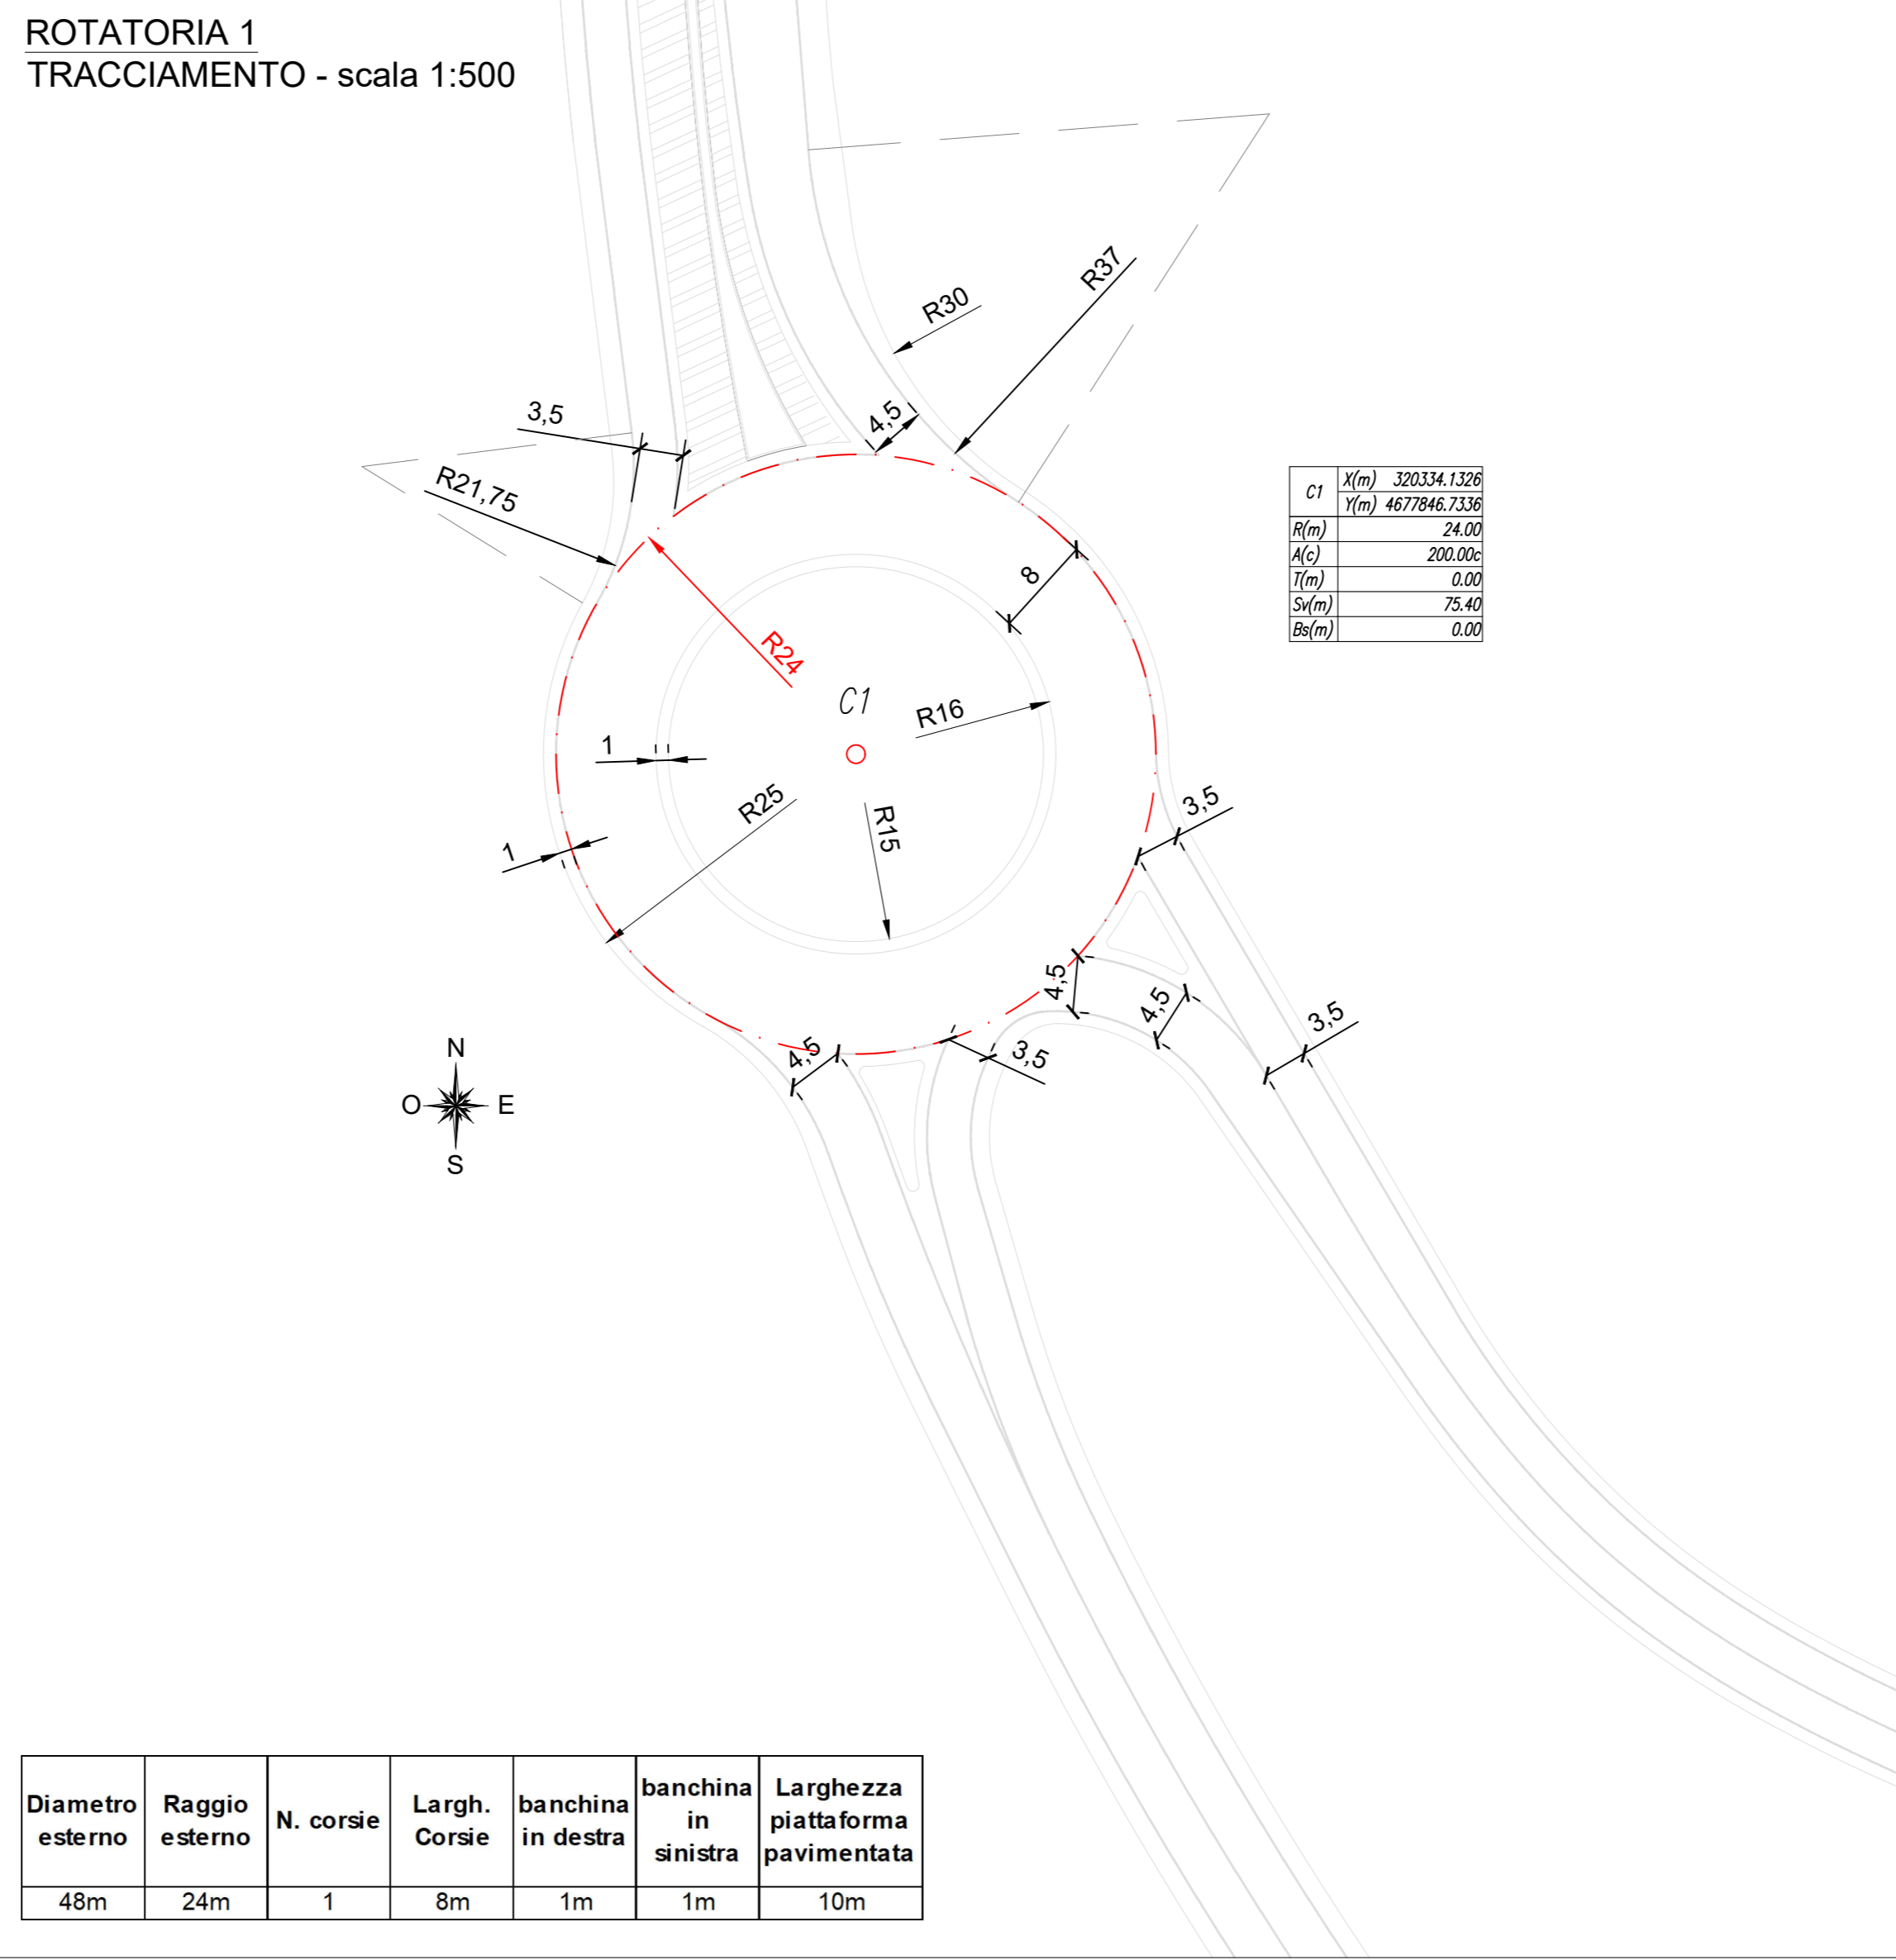 ROTATORIA 1
TRACCIAMENTO - scala 1:500
R37
R30
3,5
4,5
R21,75
C1
X(m) 320334.1326
Y(m) 4677846.7336
R(m) 24.00
A(c) 200.00c
T(m) 0.00
Sv(m) 75.40
Bs(m) 0.00
8
R24
C1
R16
1
R25
R15
3,5
1
4,5
4,5
3,5
4,5
3,5
N
O E
S
Diametro esterno
Raggio esterno
N. corsie
Largh. Corsie
banchina in destra
banchina in sinistra
Larghezza piattaforma pavimentata
48m 24m 1 8m 1m 1m 10m